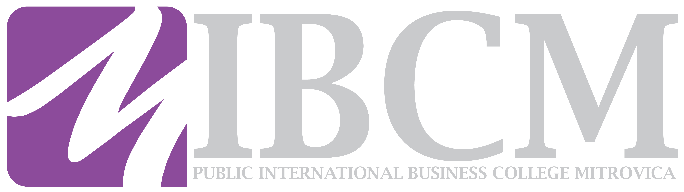 IBCM
PUBLIC INTERNATIONAL BUSINESS COLLEGE MITROVICA